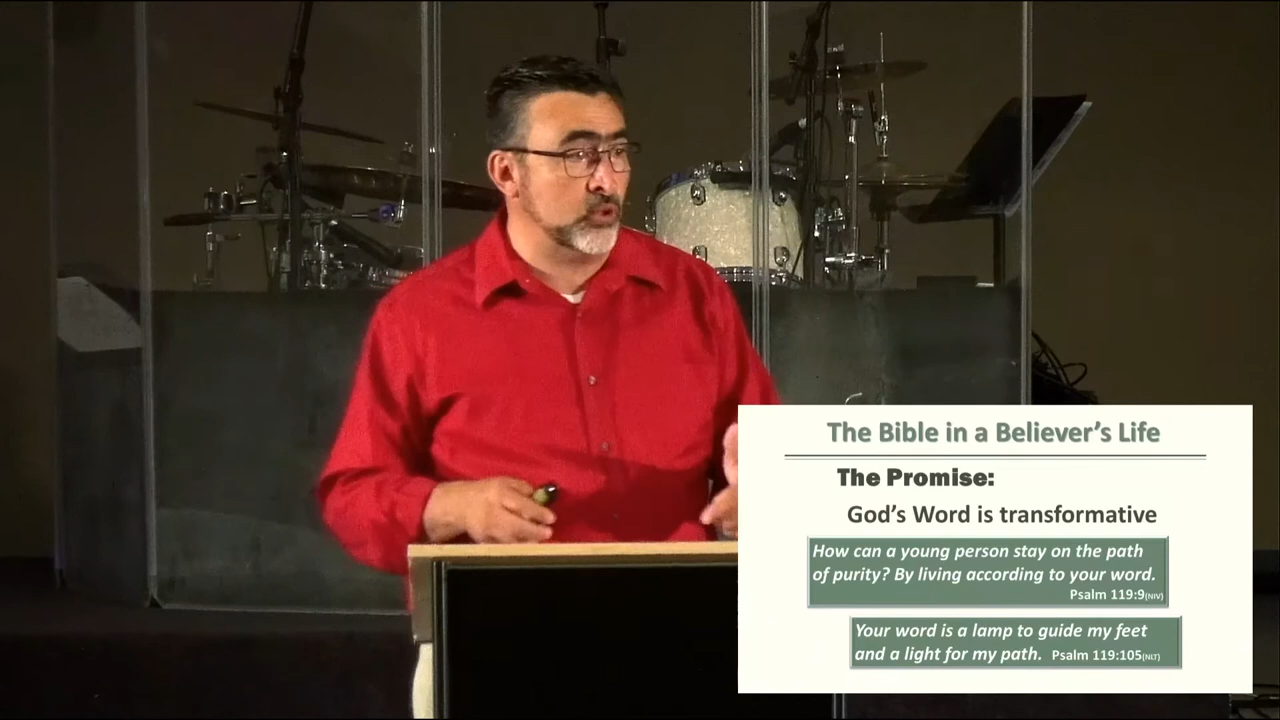 The Bible in a Believer's Life
The Promise:
God's Word is transformative
How can a young person stay on the path
of purity? By living according to your word.
Psalm 119:9(NIV)
Your word is a lamp to guide my feet
and a light for my path. Psalm 119:105(NLT)